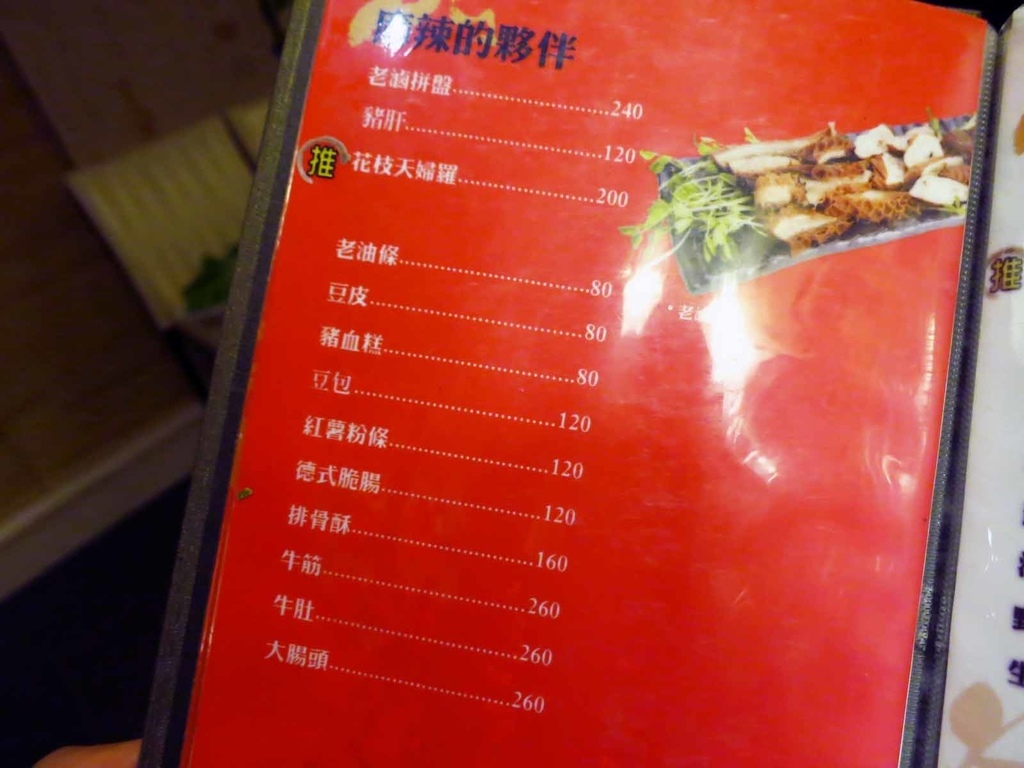 麻辣的夥伴
老滷拼盤........................240
豬肝........................120
推 花枝天婦羅........................200
老油條........................80
豆皮........................80
豬血糕........................80
豆包........................120
紅薯粉條........................120
德式脆腸........................120
排骨酥........................160
牛筋........................260
牛肚........................260
大腸頭........................260
*老
推